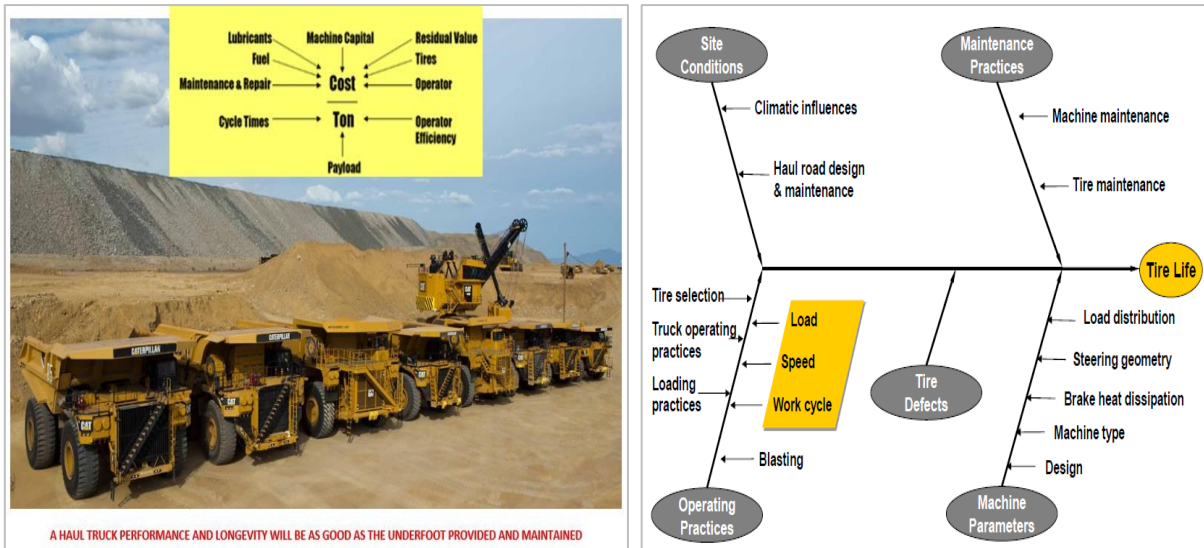 Lubricants
Machine Capital
Residual Value
Fuel
Tires
Maintenance & Repair
Cost
Operator
Cycle Times
Ton
Operator
Efficiency
Payload
CATERPILLAR
CATERPILLAR
CAT
CAT
CAT
A HAUL TRUCK PERFORMANCE AND LONGEVITY WILL BE AS GOOD AS THE UNDERFOOT PROVIDED AND MAINTAINED
Site
Conditions
Maintenance
Practices
Climatic influences
Machine maintenance
Haul road design
& maintenance
Tire maintenance
Tire Life
Tire selection
Load
Load distribution
Truck operating
practices
Speed
Steering geometry
Tire
Defects
Loading
practices
Work cycle
Brake heat dissipation
Machine type
Blasting
Design
Operating
Practices
Machine
Parameters